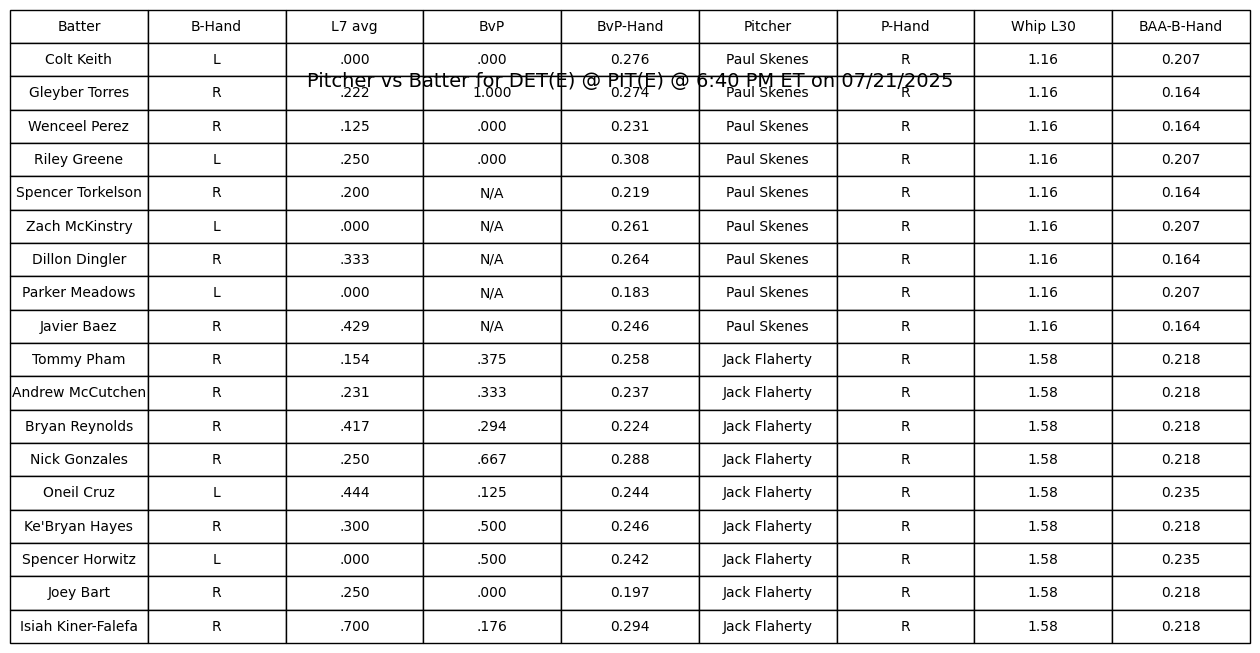 Batter B-Hand L7 avg BvP BvP-Hand Pitcher P-Hand Whip L30 BAA-B-Hand
Colt Keith L .000 .000 0.276 Paul Skenes R 1.16 0.207
Pitcher vs Batter for DET(E) @ PIT(E) @ 6:40 PM ET on 07/21/2025
Gleyber Torres R .222 1.000 0.274 Paul Skenes R 1.16 0.164
Wenceel Perez R .125 .000 0.231 Paul Skenes R 1.16 0.164
Riley Greene L .250 .000 0.308 Paul Skenes R 1.16 0.207
Spencer Torkelson R .200 N/A 0.219 Paul Skenes R 1.16 0.164
Zach McKinstry L .000 N/A 0.261 Paul Skenes R 1.16 0.207
Dillon Dingler R .333 N/A 0.264 Paul Skenes R 1.16 0.164
Parker Meadows L .000 N/A 0.183 Paul Skenes R 1.16 0.207
Javier Baez R .429 N/A 0.246 Paul Skenes R 1.16 0.164
Tommy Pham R .154 .375 0.258 Jack Flaherty R 1.58 0.218
Andrew McCutchen R .231 .333 0.237 Jack Flaherty R 1.58 0.218
Bryan Reynolds R .417 .294 0.224 Jack Flaherty R 1.58 0.218
Nick Gonzales R .250 .667 0.288 Jack Flaherty R 1.58 0.218
Oneil Cruz L .444 .125 0.244 Jack Flaherty R 1.58 0.235
Ke'Bryan Hayes R .300 .500 0.246 Jack Flaherty R 1.58 0.218
Spencer Horwitz L .000 .500 0.242 Jack Flaherty R 1.58 0.235
Joey Bart R .250 .000 0.197 Jack Flaherty R 1.58 0.218
Isiah Kiner-Falefa R .700 .176 0.294 Jack Flaherty R 1.58 0.218